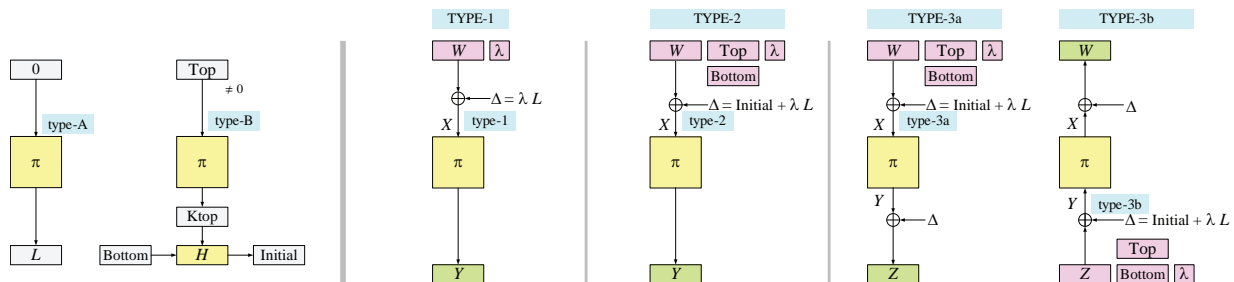 TYPE-1
TYPE-2
TYPE-3a
TYPE-3b
0
type-A
π
L
Top
≠ 0
type-B
π
Ktop
Bottom
H
Initial
W
λ
Δ = λ L
X
type-1
π
Y
W
Top
λ
Bottom
Δ = Initial + λ L
X
type-2
π
Y
W
Top
λ
Bottom
Δ = Initial + λ L
X
type-3a
π
Y
Δ
Z
W
Δ
X
π
Y
type-3b
Δ = Initial + λ L
Top
Z
Bottom
λ